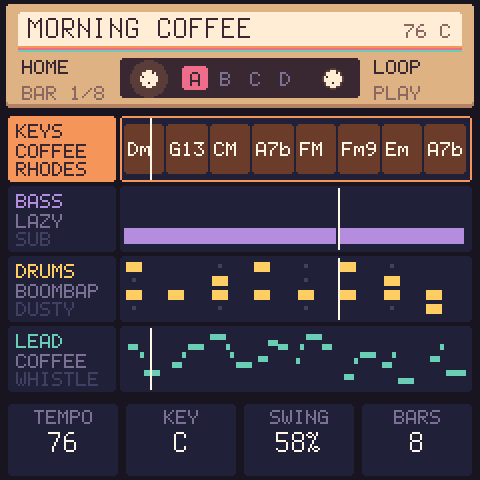 MORNING COFFEE 76 C
HOME A B C D LOOP
BAR 1/8 PLAY
KEYS
COFFEE
RHODES
Dm G13 CM A7b FM Fm9 Em A7b
BASS
LAZY
SUB
DRUMS
BOOMBAP
DUSTY
LEAD
COFFEE
WHISTLE
TEMPO KEY SWING BARS
76 C 58% 8